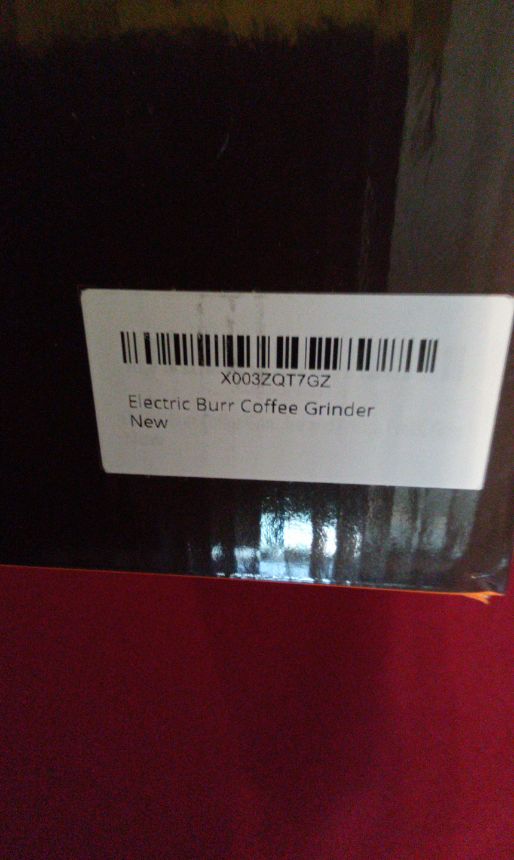 X003ZQT7GZ
Electric Burr Coffee Grinder
New